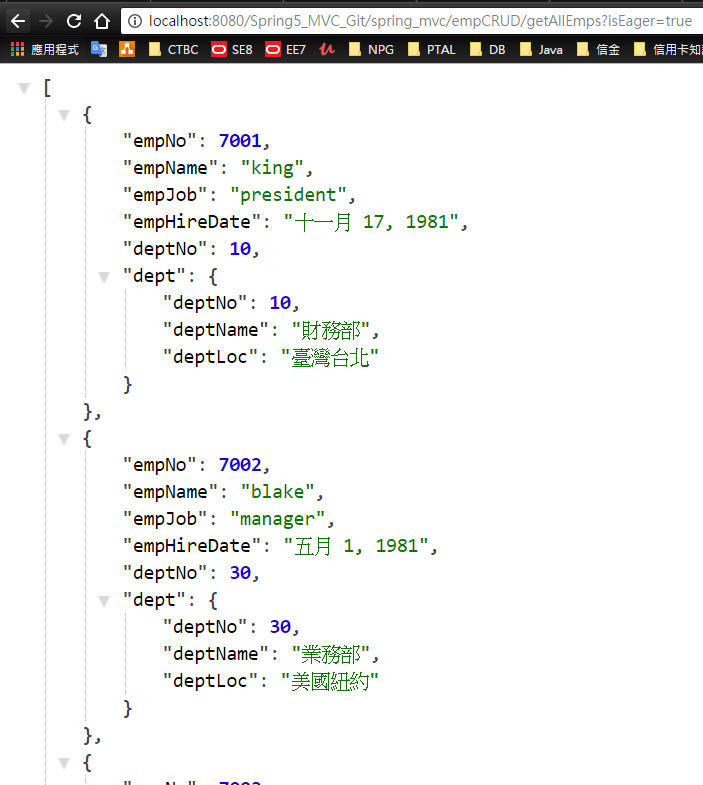 localhost:8080/Spring5_MVC_Git/spring_mvc/empCRUD/getAllEmps?isEager=true
應用程式 CTBC SE8 EE7 NPG PTAL DB Java 信金 信用卡知
[
{
"empNo": 7001,
"empName": "king",
"empJob": "president",
"empHireDate": "十一月 17, 1981",
"deptNo": 10,
"dept": {
"deptNo": 10,
"deptName": "財務部",
"deptLoc": "臺灣台北"
}
},
{
"empNo": 7002,
"empName": "blake",
"empJob": "manager",
"empHireDate": "五月 1, 1981",
"deptNo": 30,
"dept": {
"deptNo": 30,
"deptName": "業務部",
"deptLoc": "美國紐約"
}
},
{